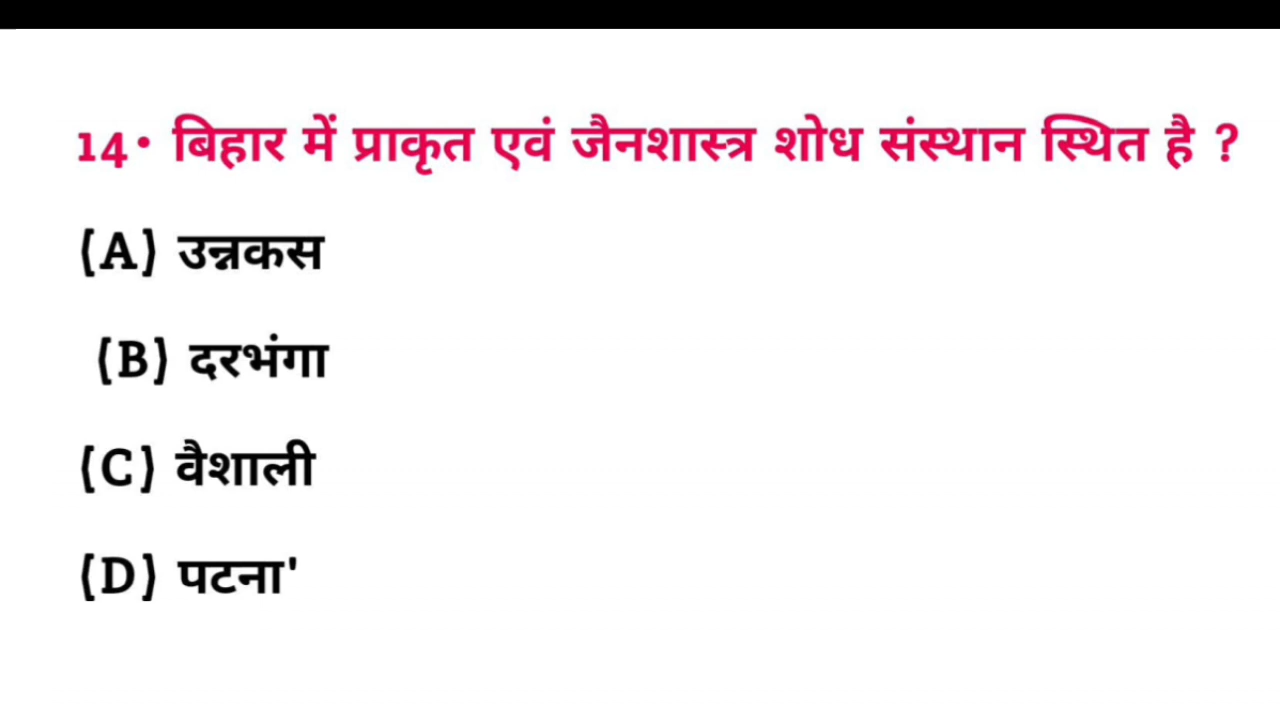 14• बिहार में प्राकृत एवं जैनशास्त्र शोध संस्थान स्थित है ?
(A) उन्नकस
(B) दरभंगा
(C) वैशाली
(D) पटना'